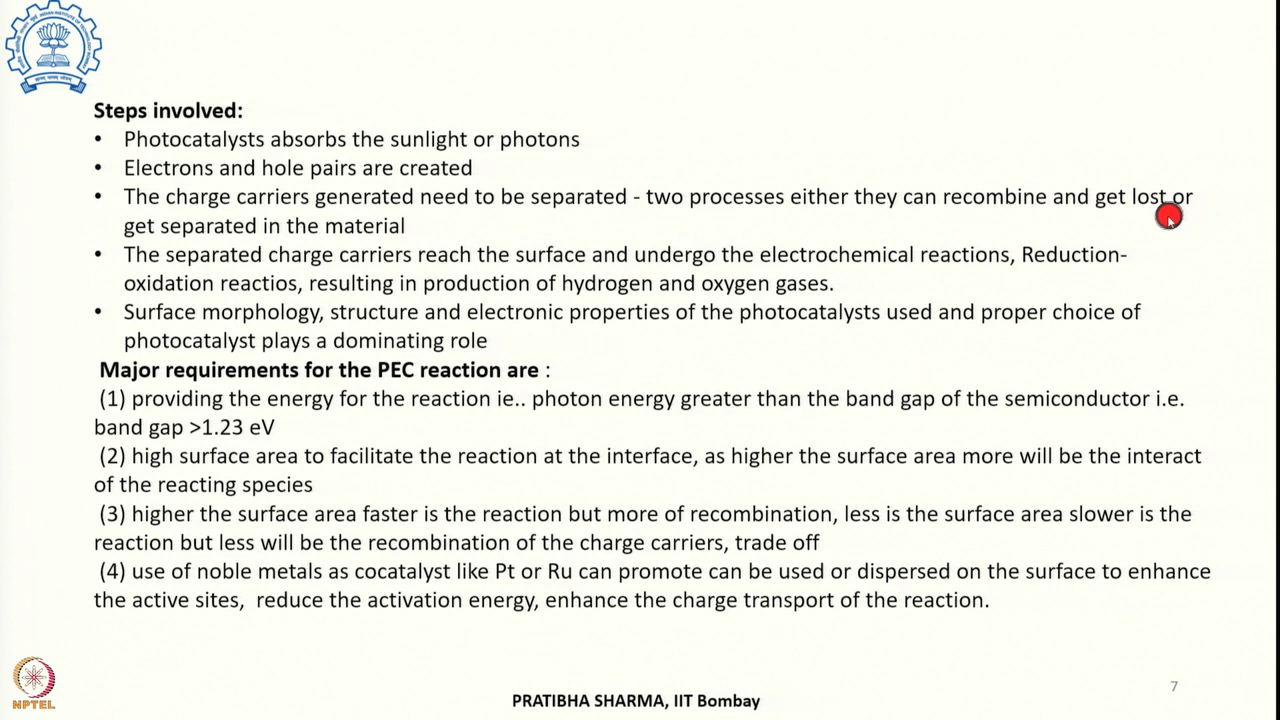 Steps involved:
• Photocatalysts absorbs the sunlight or photons
• Electrons and hole pairs are created
• The charge carriers generated need to be separated - two processes either they can recombine and get lost or
get separated in the material
• The separated charge carriers reach the surface and undergo the electrochemical reactions, Reduction-
oxidation reactios, resulting in production of hydrogen and oxygen gases.
• Surface morphology, structure and electronic properties of the photocatalysts used and proper choice of
photocatalyst plays a dominating role
Major requirements for the PEC reaction are :
(1) providing the energy for the reaction ie.. photon energy greater than the band gap of the semiconductor i.e.
band gap >1.23 eV
(2) high surface area to facilitate the reaction at the interface, as higher the surface area more will be the interact
of the reacting species
(3) higher the surface area faster is the reaction but more of recombination, less is the surface area slower is the
reaction but less will be the recombination of the charge carriers, trade off
(4) use of noble metals as cocatalyst like Pt or Ru can promote can be used or dispersed on the surface to enhance
the active sites,  reduce the activation energy, enhance the charge transport of the reaction.
7
NPTEL
PRATIBHA SHARMA, IIT Bombay